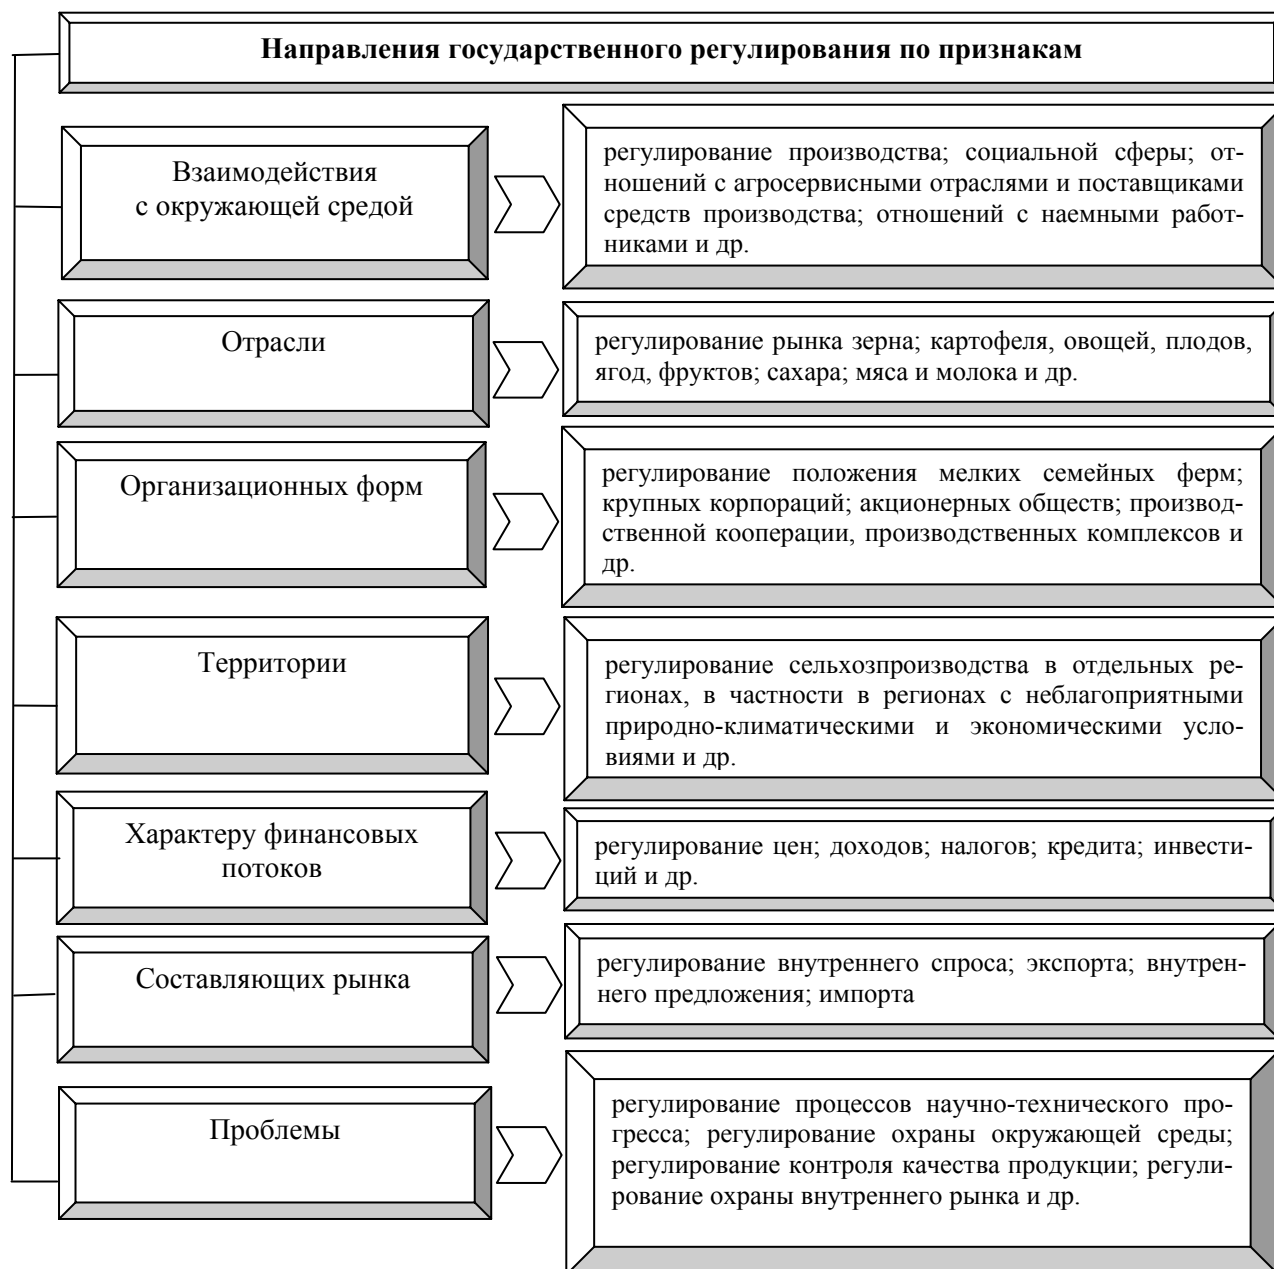 Направления государственного регулирования по признакам
Взаимодействия
с окружающей средой
регулирование производства; социальной сферы; от-
ношений с агросервисными отраслями и поставщиками
средств производства; отношений с наемными работ-
никами и др.
Отрасли
регулирование рынка зерна; картофеля, овощей, плодов,
ягод, фруктов; сахара; мяса и молока и др.
Организационных форм
регулирование положения мелких семейных ферм;
крупных корпораций; акционерных обществ; производ-
ственной кооперации, производственных комплексов и
др.
Территории
регулирование сельхозпроизводства в отдельных ре-
гионах, в частности в регионах с неблагоприятными
природно-климатическими и экономическими усло-
виями и др.
Характеру финансовых
потоков
регулирование цен; доходов; налогов; кредита; инвести-
ций и др.
Составляющих рынка
регулирование внутреннего спроса; экспорта; внутрен-
него предложения; импорта
Проблемы
регулирование процессов научно-технического про-
гресса; регулирование охраны окружающей среды;
регулирование контроля качества продукции; регули-
рование охраны внутреннего рынка и др.